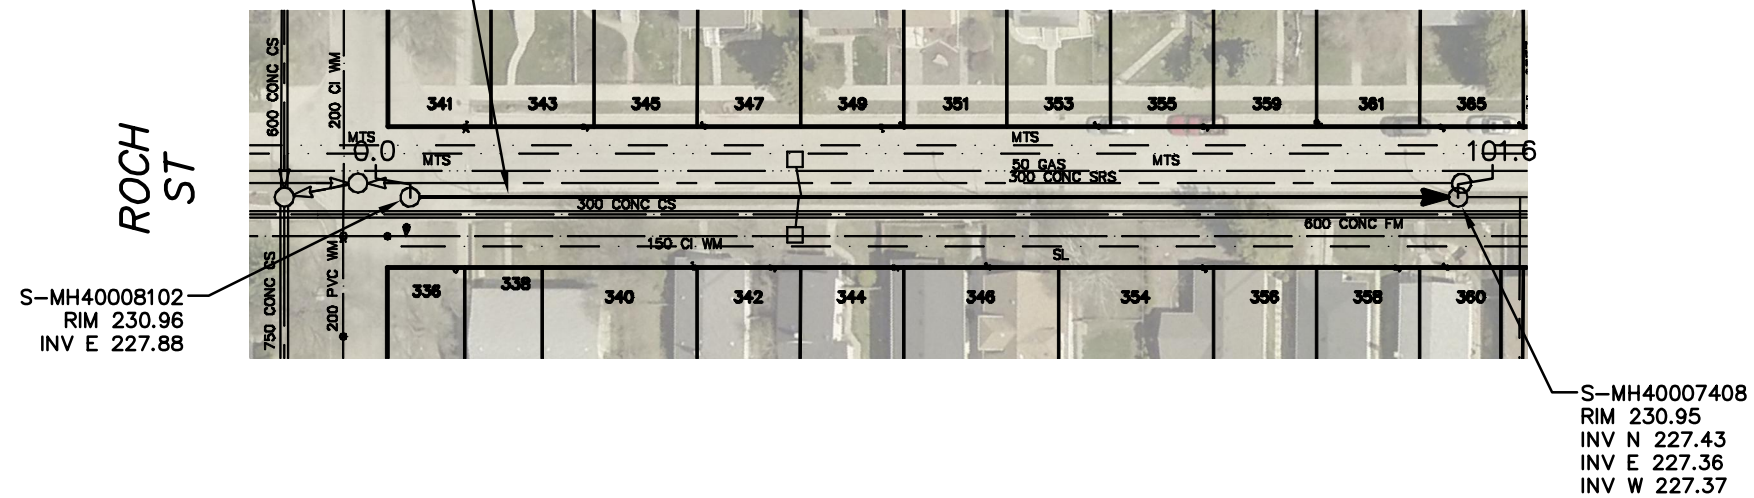 600 CONC CS
200 CI WM
341
343
345
347
349
351
353
355
359
361
365
ROCH
ST
MTS
0.0
MTS
MTS
MTS
101.6
50 GAS
300 CONC SRS
300 CONC CS
600 CONC FM
150 CI WM
SL
750 CONC CS
200 PVC WM
336
338
340
342
344
346
354
356
358
360
S-MH40008102
RIM 230.96
INV E 227.88
S-MH40007408
RIM 230.95
INV N 227.43
INV E 227.36
INV W 227.37